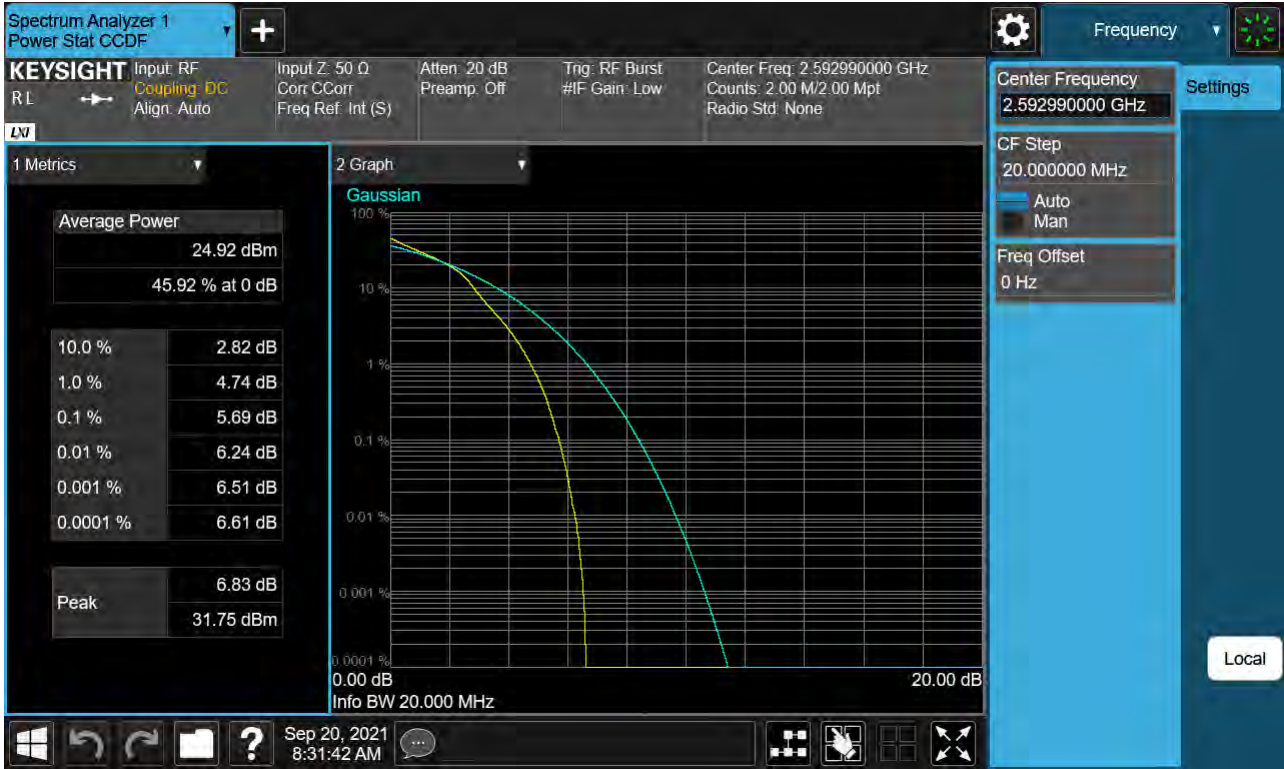 Spectrum Analyzer 1
Power Stat CCDF
Frequency
KEYSIGHT
R L
LXI
Input: RF
Coupling: DC
Align: Auto
Input Z: 50 Ω
Corr CCorr
Freq Ref: Int (S)
Atten: 20 dB
Preamp: Off
Trig: RF Burst
#IF Gain: Low
Center Freq: 2.592990000 GHz
Counts: 2.00 M/2.00 Mpt
Radio Std: None
Center Frequency
2.592990000 GHz
Settings
CF Step
20.000000 MHz
Auto
Man
Freq Offset
0 Hz
Local
1 Metrics
Average Power
24.92 dBm
45.92 % at 0 dB
10.0 % 2.82 dB
1.0 % 4.74 dB
0.1 % 5.69 dB
0.01 % 6.24 dB
0.001 % 6.51 dB
0.0001 % 6.61 dB
Peak
6.83 dB
31.75 dBm
2 Graph
Gaussian
100 %
10 %
1 %
0.1 %
0.01 %
0.001 %
0.0001 %
0.00 dB 20.00 dB
Info BW 20.000 MHz
Sep 20, 2021
8:31:42 AM